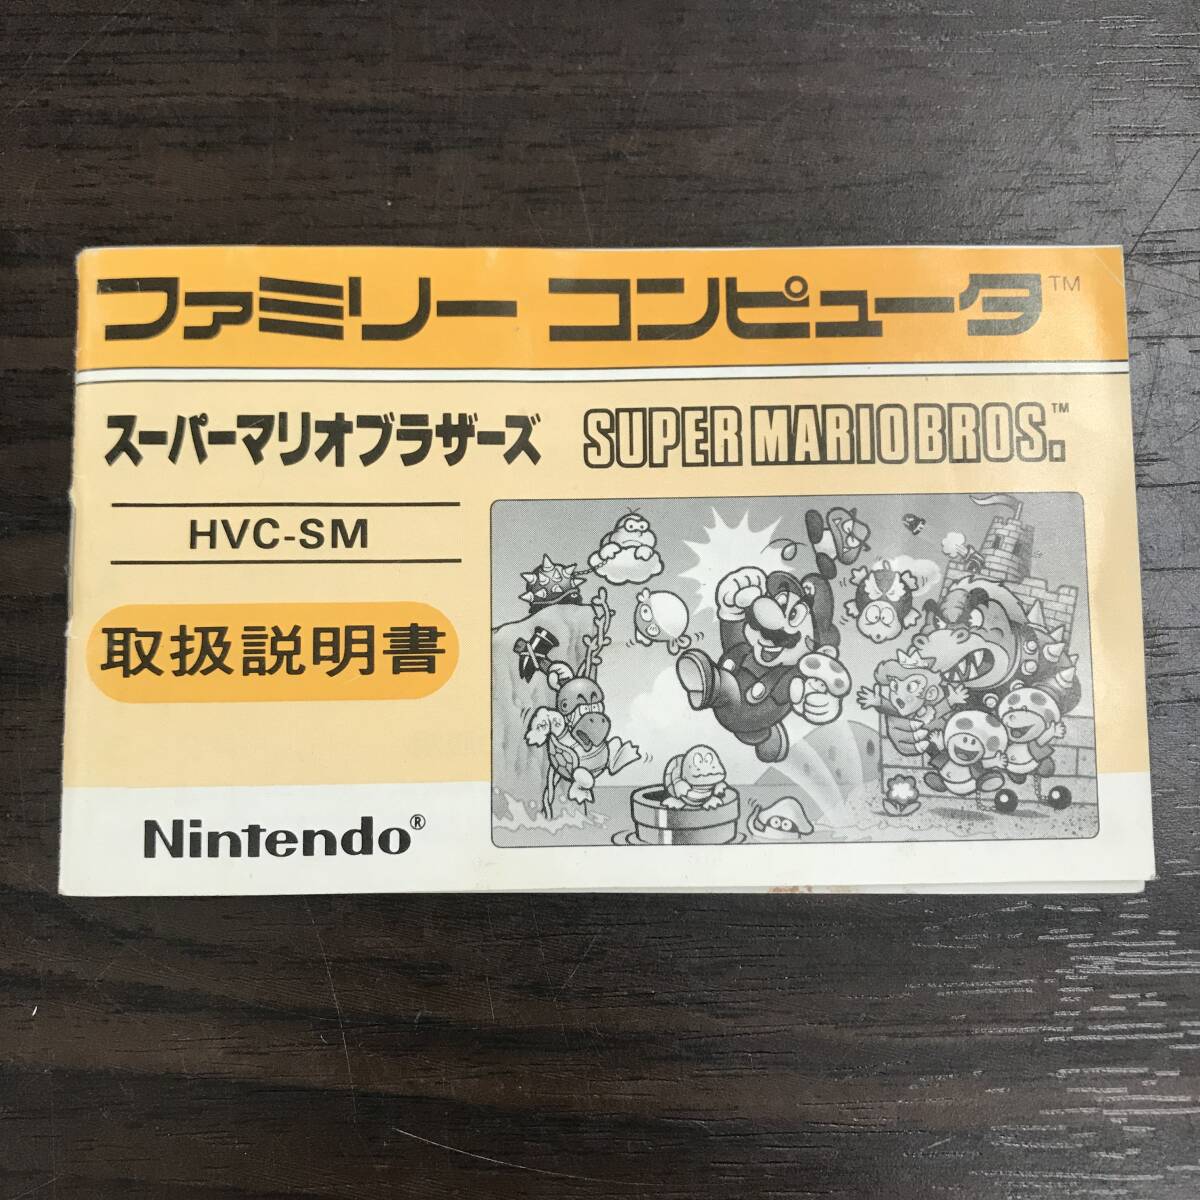 ファミリー コンピュータ™
スーパーマリオブラザーズ SUPER MARIO BROS.™
HVC-SM
取扱説明書
Nintendo®